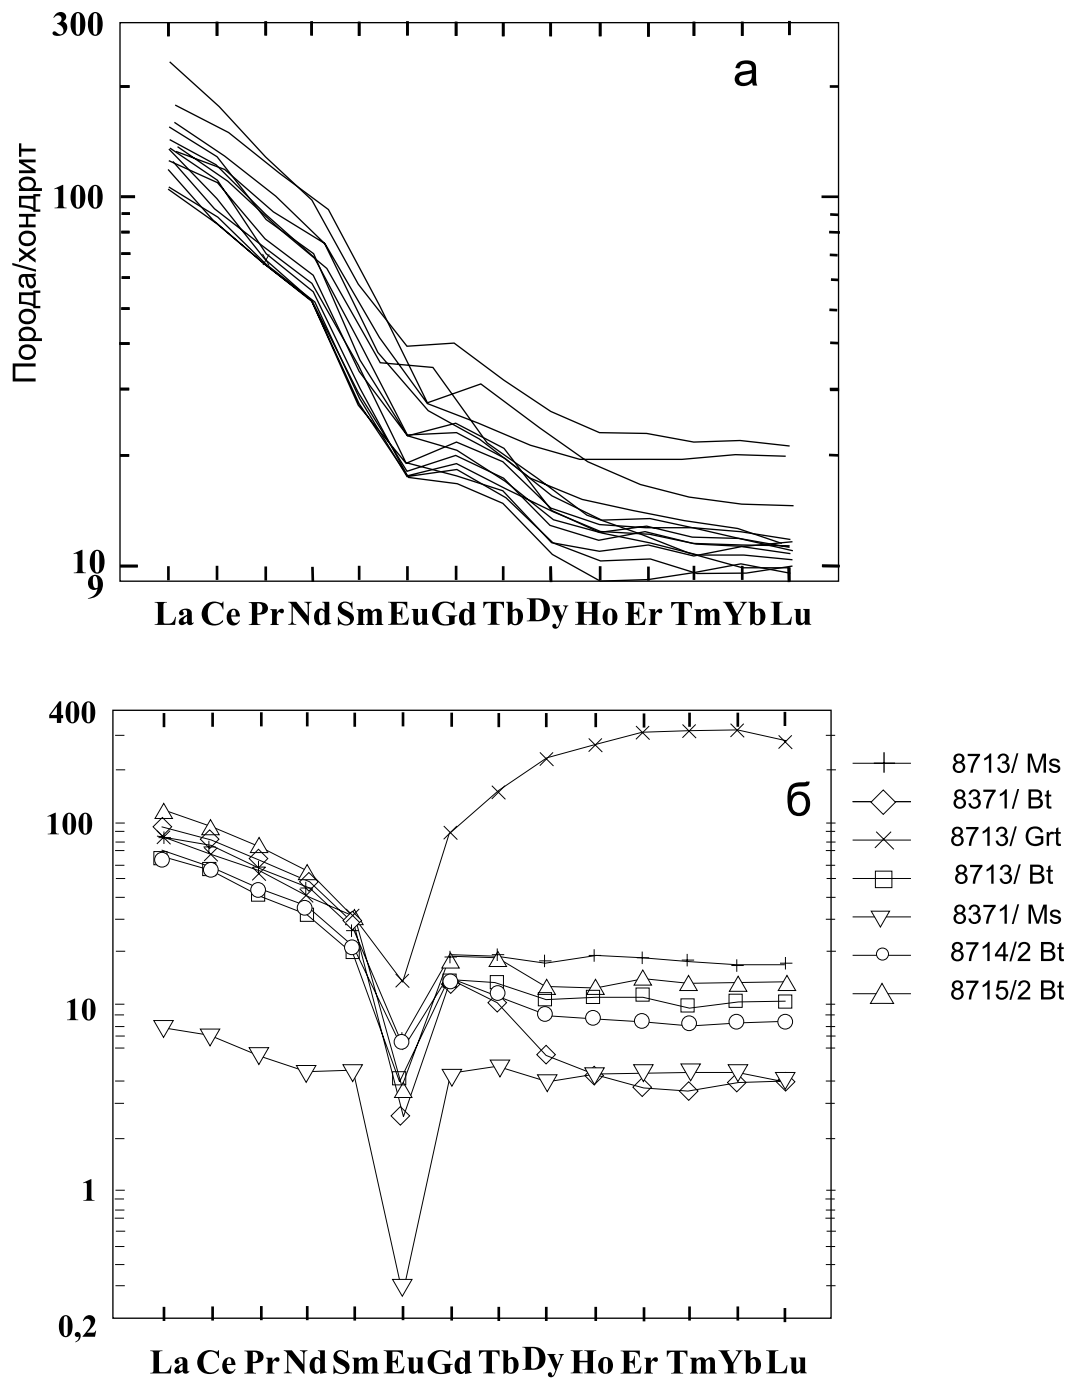 300
а
100
10
9
Порода/хондрит
La Ce Pr Nd Sm Eu Gd Tb Dy Ho Er Tm Yb Lu
400
100
10
1
0,2
б
8713/ Ms
8371/ Bt
8713/ Grt
8713/ Bt
8371/ Ms
8714/2 Bt
8715/2 Bt
La Ce Pr Nd Sm Eu Gd Tb Dy Ho Er Tm Yb Lu